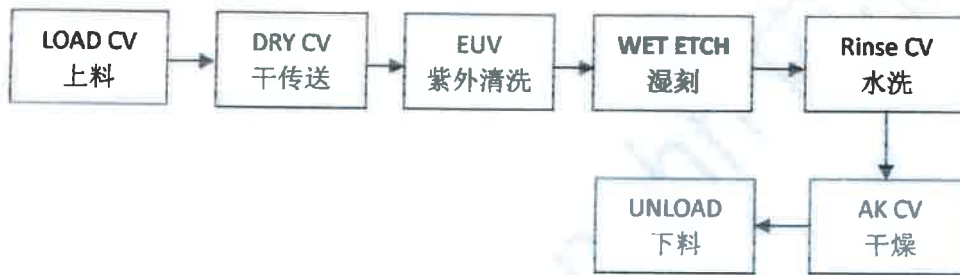 LOAD CV
上料
DRY CV
干传送
EUV
紫外清洗
WET ETCH
湿刻
Rinse CV
水洗
UNLOAD
下料
AK CV
干燥